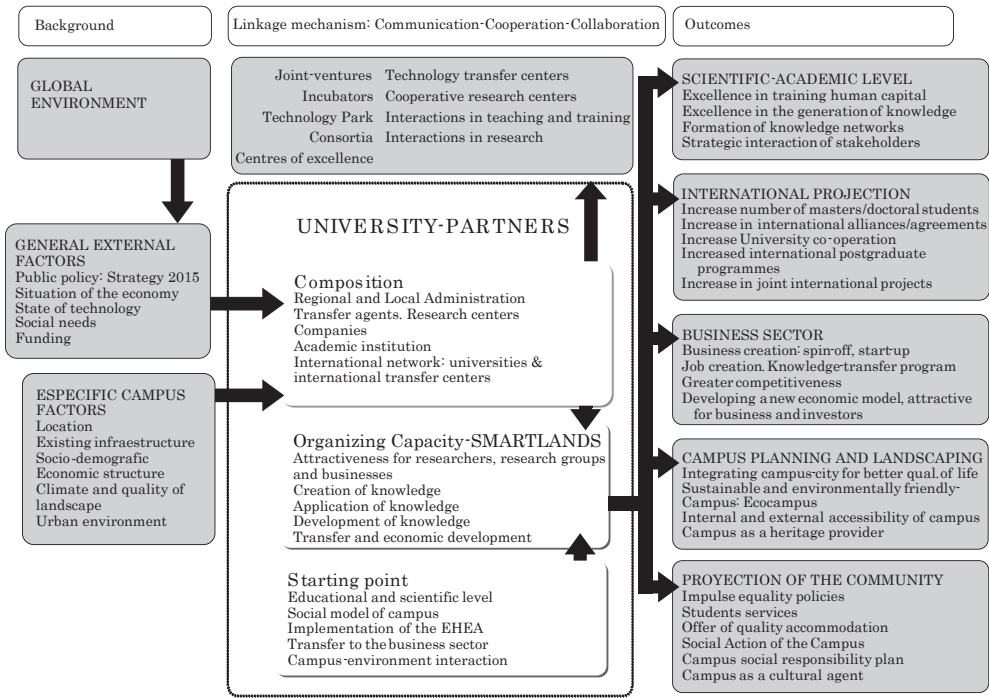 Background
Linkage mechanism: Communication-Cooperation-Collaboration
Outcomes
GLOBAL
ENVIRONMENT
GENERAL EXTERNAL
FACTORS
Public policy: Strategy 2015
Situation of the economy
State of technology
Social needs
Funding
ESPECIFIC CAMPUS
FACTORS
Location
Existing infraestructure
Socio-demografic
Economic structure
Climate and quality of
landscape
Urban environment
Joint-ventures Technology transfer centers
Incubators Cooperative research centers
Technology Park Interactions in teaching and training
Consortia Interactions in research
Centres of excellence
UNIVERSITY-PARTNERS
Composition
Regional and Local Administration
Transfer agents. Research centers
Companies
Academic institution
International network: universities &
international transfer centers
Organizing Capacity-SMARTLANDS
Attractiveness for researchers, research groups
and businesses
Creation of knowledge
Application of knowledge
Development of knowledge
Transfer and economic development
Starting point
Educational and scientific level
Social model of campus
Implementation of the EHEA
Transfer to the business sector
Campus-environment interaction
SCIENTIFIC-ACADEMIC LEVEL
Excellence in training human capital
Excellence in the generation of knowledge
Formation of knowledge networks
Strategic interaction of stakeholders
INTERNATIONAL PROJECTION
Increase number of masters/doctoral students
Increase in international alliances/agreements
Increase University co-operation
Increased international postgraduate
programmes
Increase in joint international projects
BUSINESS SECTOR
Business creation: spin-off, start-up
Job creation. Knowledge-transfer program
Greater competitiveness
Developing a new economic model, attractive
for business and investors
CAMPUS PLANNING AND LANDSCAPING
Integrating campus-city for better qual. of life
Sustainable and environmentally friendly-
Campus: Ecocampus
Internal and external accessibility of campus
Campus as a heritage provider
PROYECTION OF THE COMMUNITY
Impulse equality policies
Students services
Offer of quality accommodation
Social Action of the Campus
Campus social responsibility plan
Campus as a cultural agent